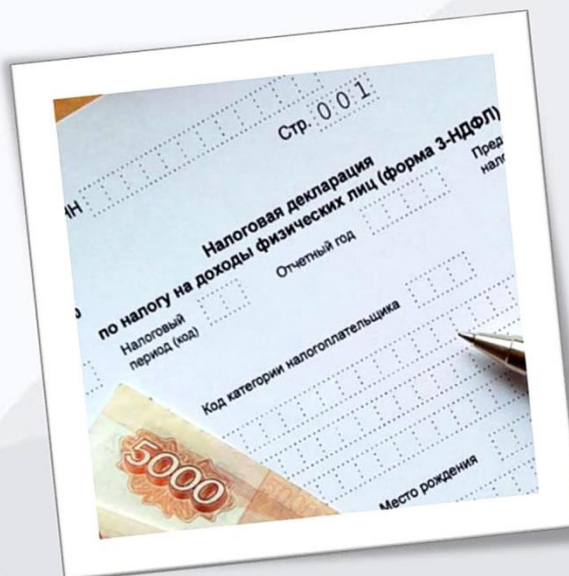 Стр. 001
Налоговая декларация
по налогу на доходы физических лиц (форма 3-НДФЛ)
Налоговый
период (код)
Отчетный год
Код категории налогоплательщика
Место рождения
5000